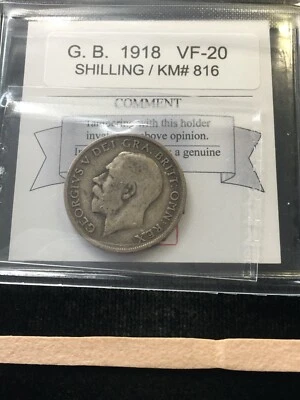 G. B. 1918 VF-20
SHILLING / KM# 816
COMMENT
Tampering with this holder
above opinion.
a genuine
GEORGIVS V DEI GRA: BRITT: OMN: REX